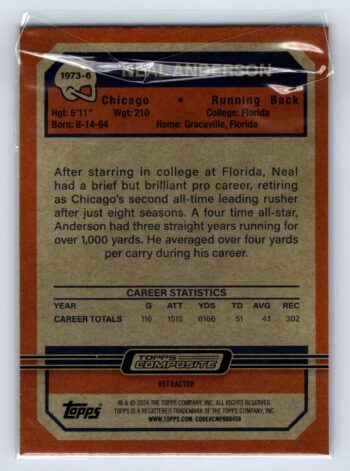 1973-6
NEAL ANDERSON
Chicago • Running Back
Hgt: 5'11" Wgt: 210 College: Florida
Born: 8-14-64 Home: Graceville, Florida
After starring in college at Florida, Neal
had a brief but brilliant pro career, retiring
as Chicago's second all-time leading rusher
after just eight seasons. A four time all-star,
Anderson had three straight years running for
over 1,000 yards. He averaged over four yards
per carry during his career.
CAREER STATISTICS
YEAR G ATT YDS TD AVG REC
CAREER TOTALS 116 1515 6166 51 4.1 302
TOPPS
COMPOSITE
REFRACTOR
TOPPS
® & © 2024 THE TOPPS COMPANY, INC. ALL RIGHTS RESERVED.
TOPPS IS A REGISTERED TRADEMARK OF THE TOPPS COMPANY, INC.
WWW.TOPPS.COM. CODE#CMP088458